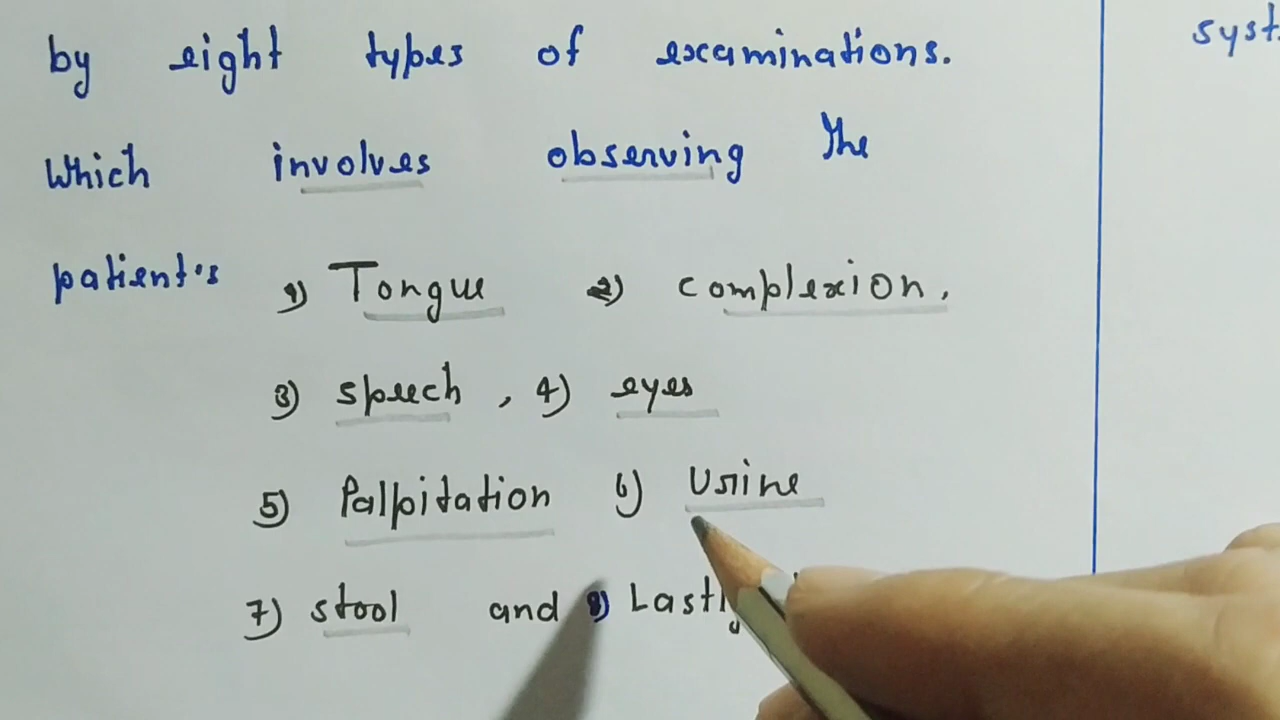 by eight types of examinations.
syst
Which involves observing the
patient's 1) Tongue 2) complexion,
3) speech, 4) eyes
5) Palpitation 6) Urine
7) stool and 8) Lastly